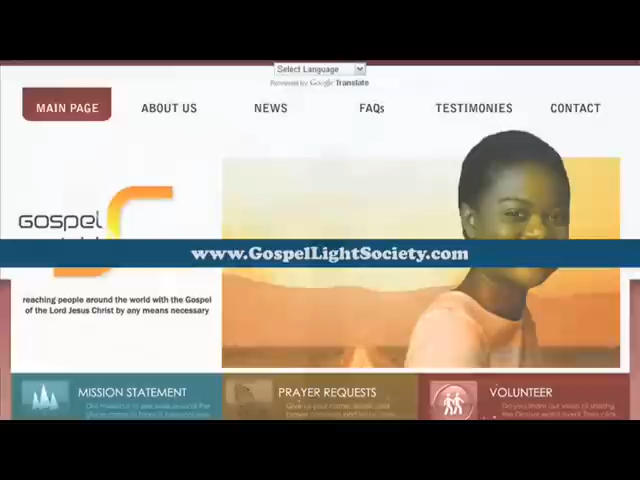 Select Language
Powered by Google Translate
MAIN PAGE
ABOUT US
NEWS
FAQs
TESTIMONIES
CONTACT
GOSPEL
www.GospelLightSociety.com
reaching people around the world with the Gospel
of the Lord Jesus Christ by any means necessary
MISSION STATEMENT
PRAYER REQUESTS
VOLUNTEER